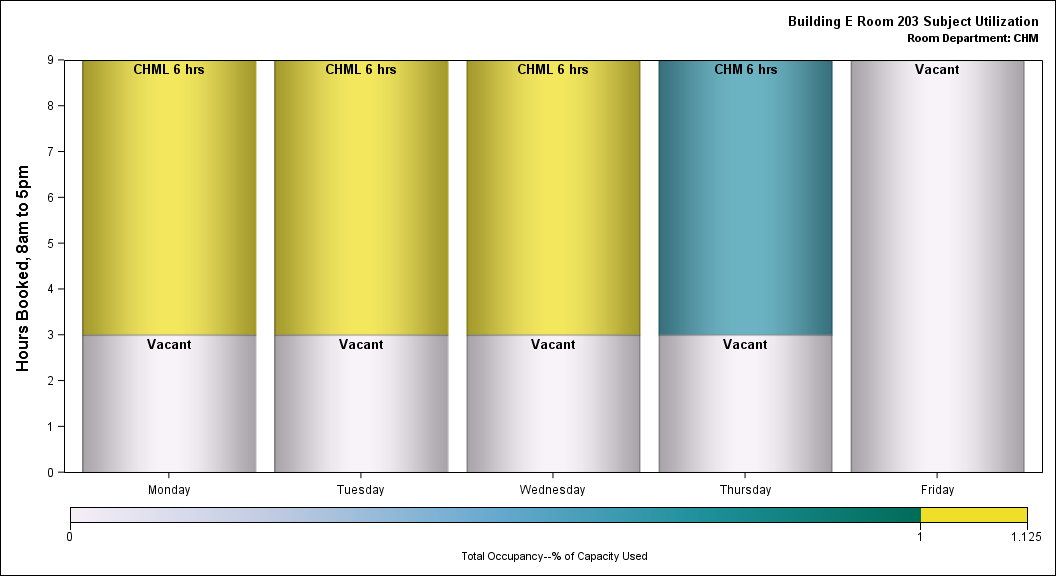 Building E Room 203 Subject Utilization
Room Department: CHM
Hours Booked, 8am to 5pm
9
8
7
6
5
4
3
2
1
0
CHML 6 hrs
CHML 6 hrs
CHML 6 hrs
CHM 6 hrs
Vacant
Vacant
Vacant
Vacant
Vacant
Monday
Tuesday
Wednesday
Thursday
Friday
0
1
1.125
Total Occupancy--% of Capacity Used